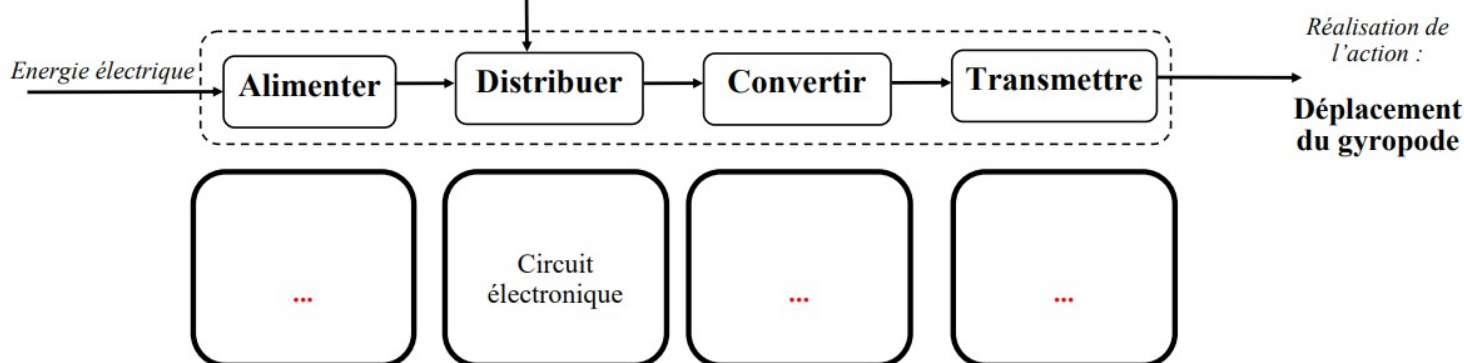 Réalisation de
l'action :
Energie électrique
Alimenter
Distribuer
Convertir
Transmettre
Déplacement
du gyropode
...
Circuit
électronique
...
...